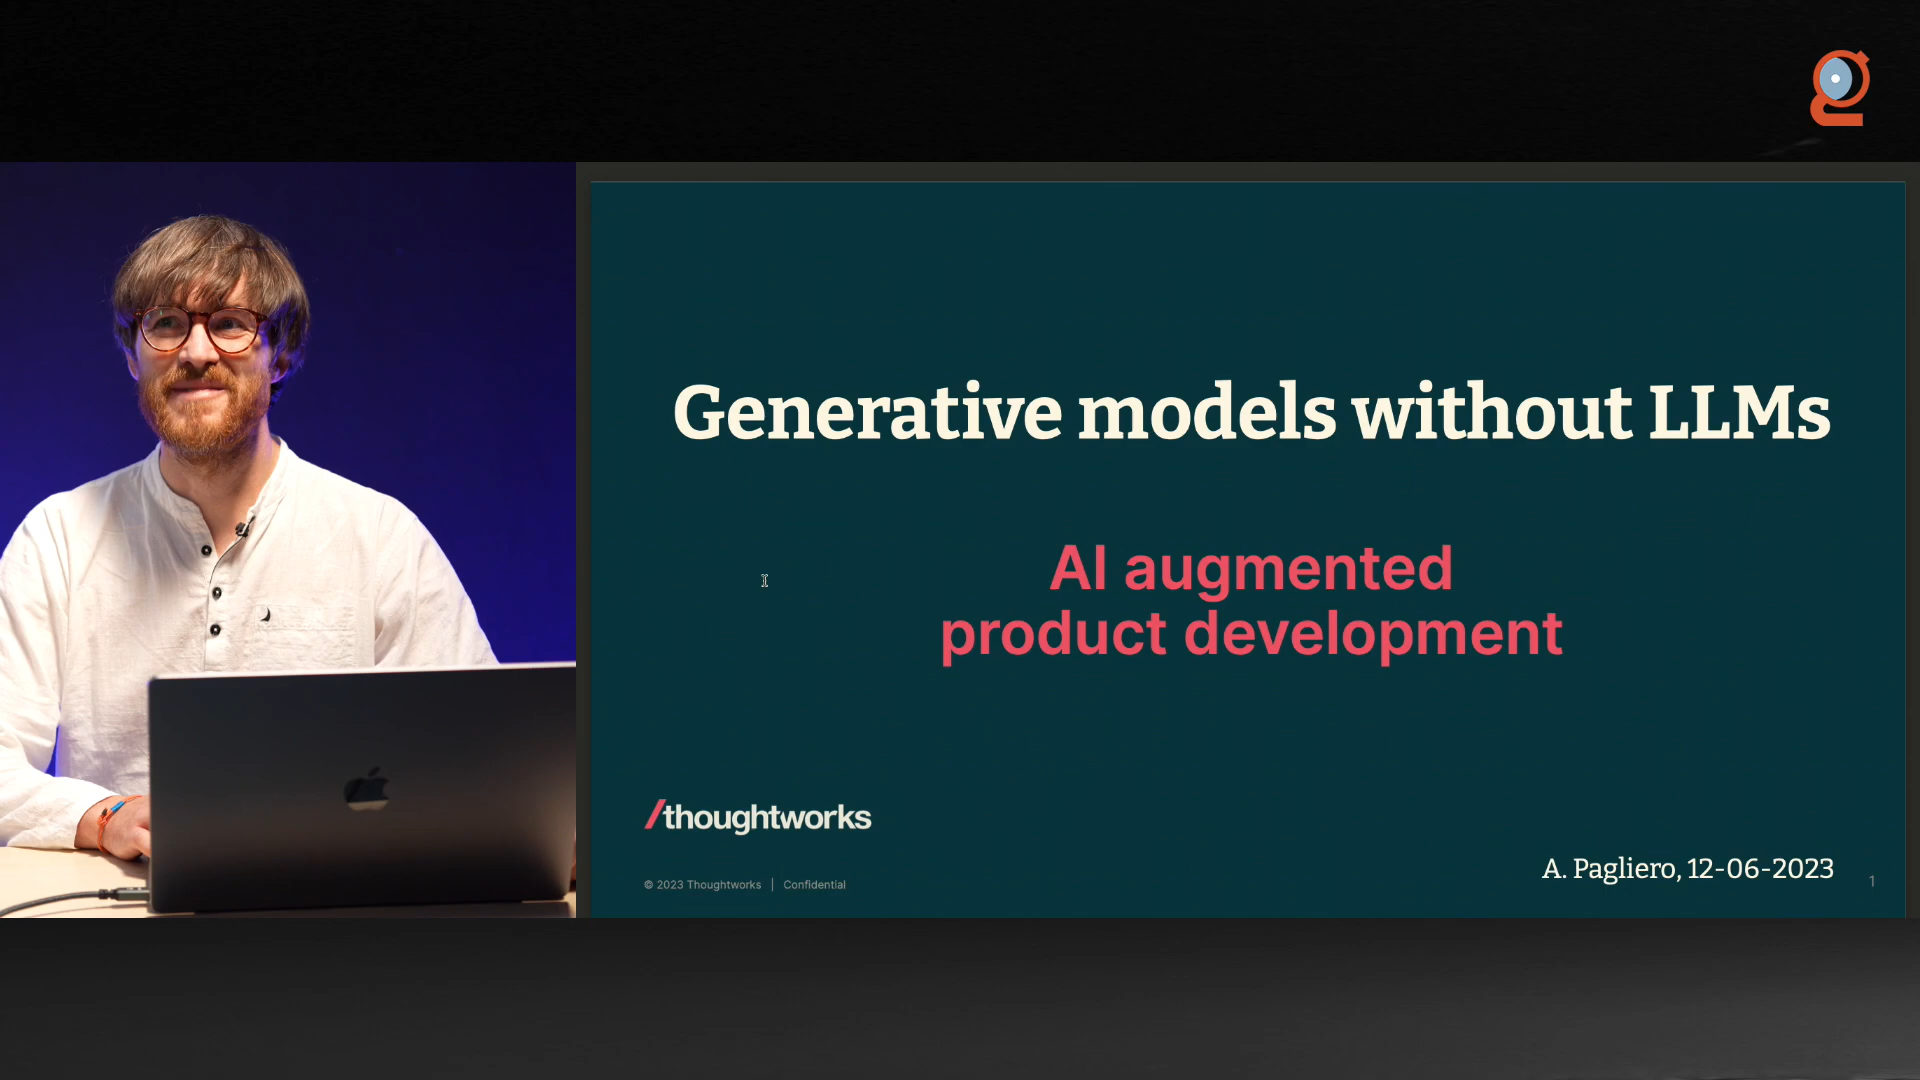 Generative models without LLMs
AI augmented
product development
/thoughtworks
© 2023 Thoughtworks | Confidential
A. Pagliero, 12-06-2023
1